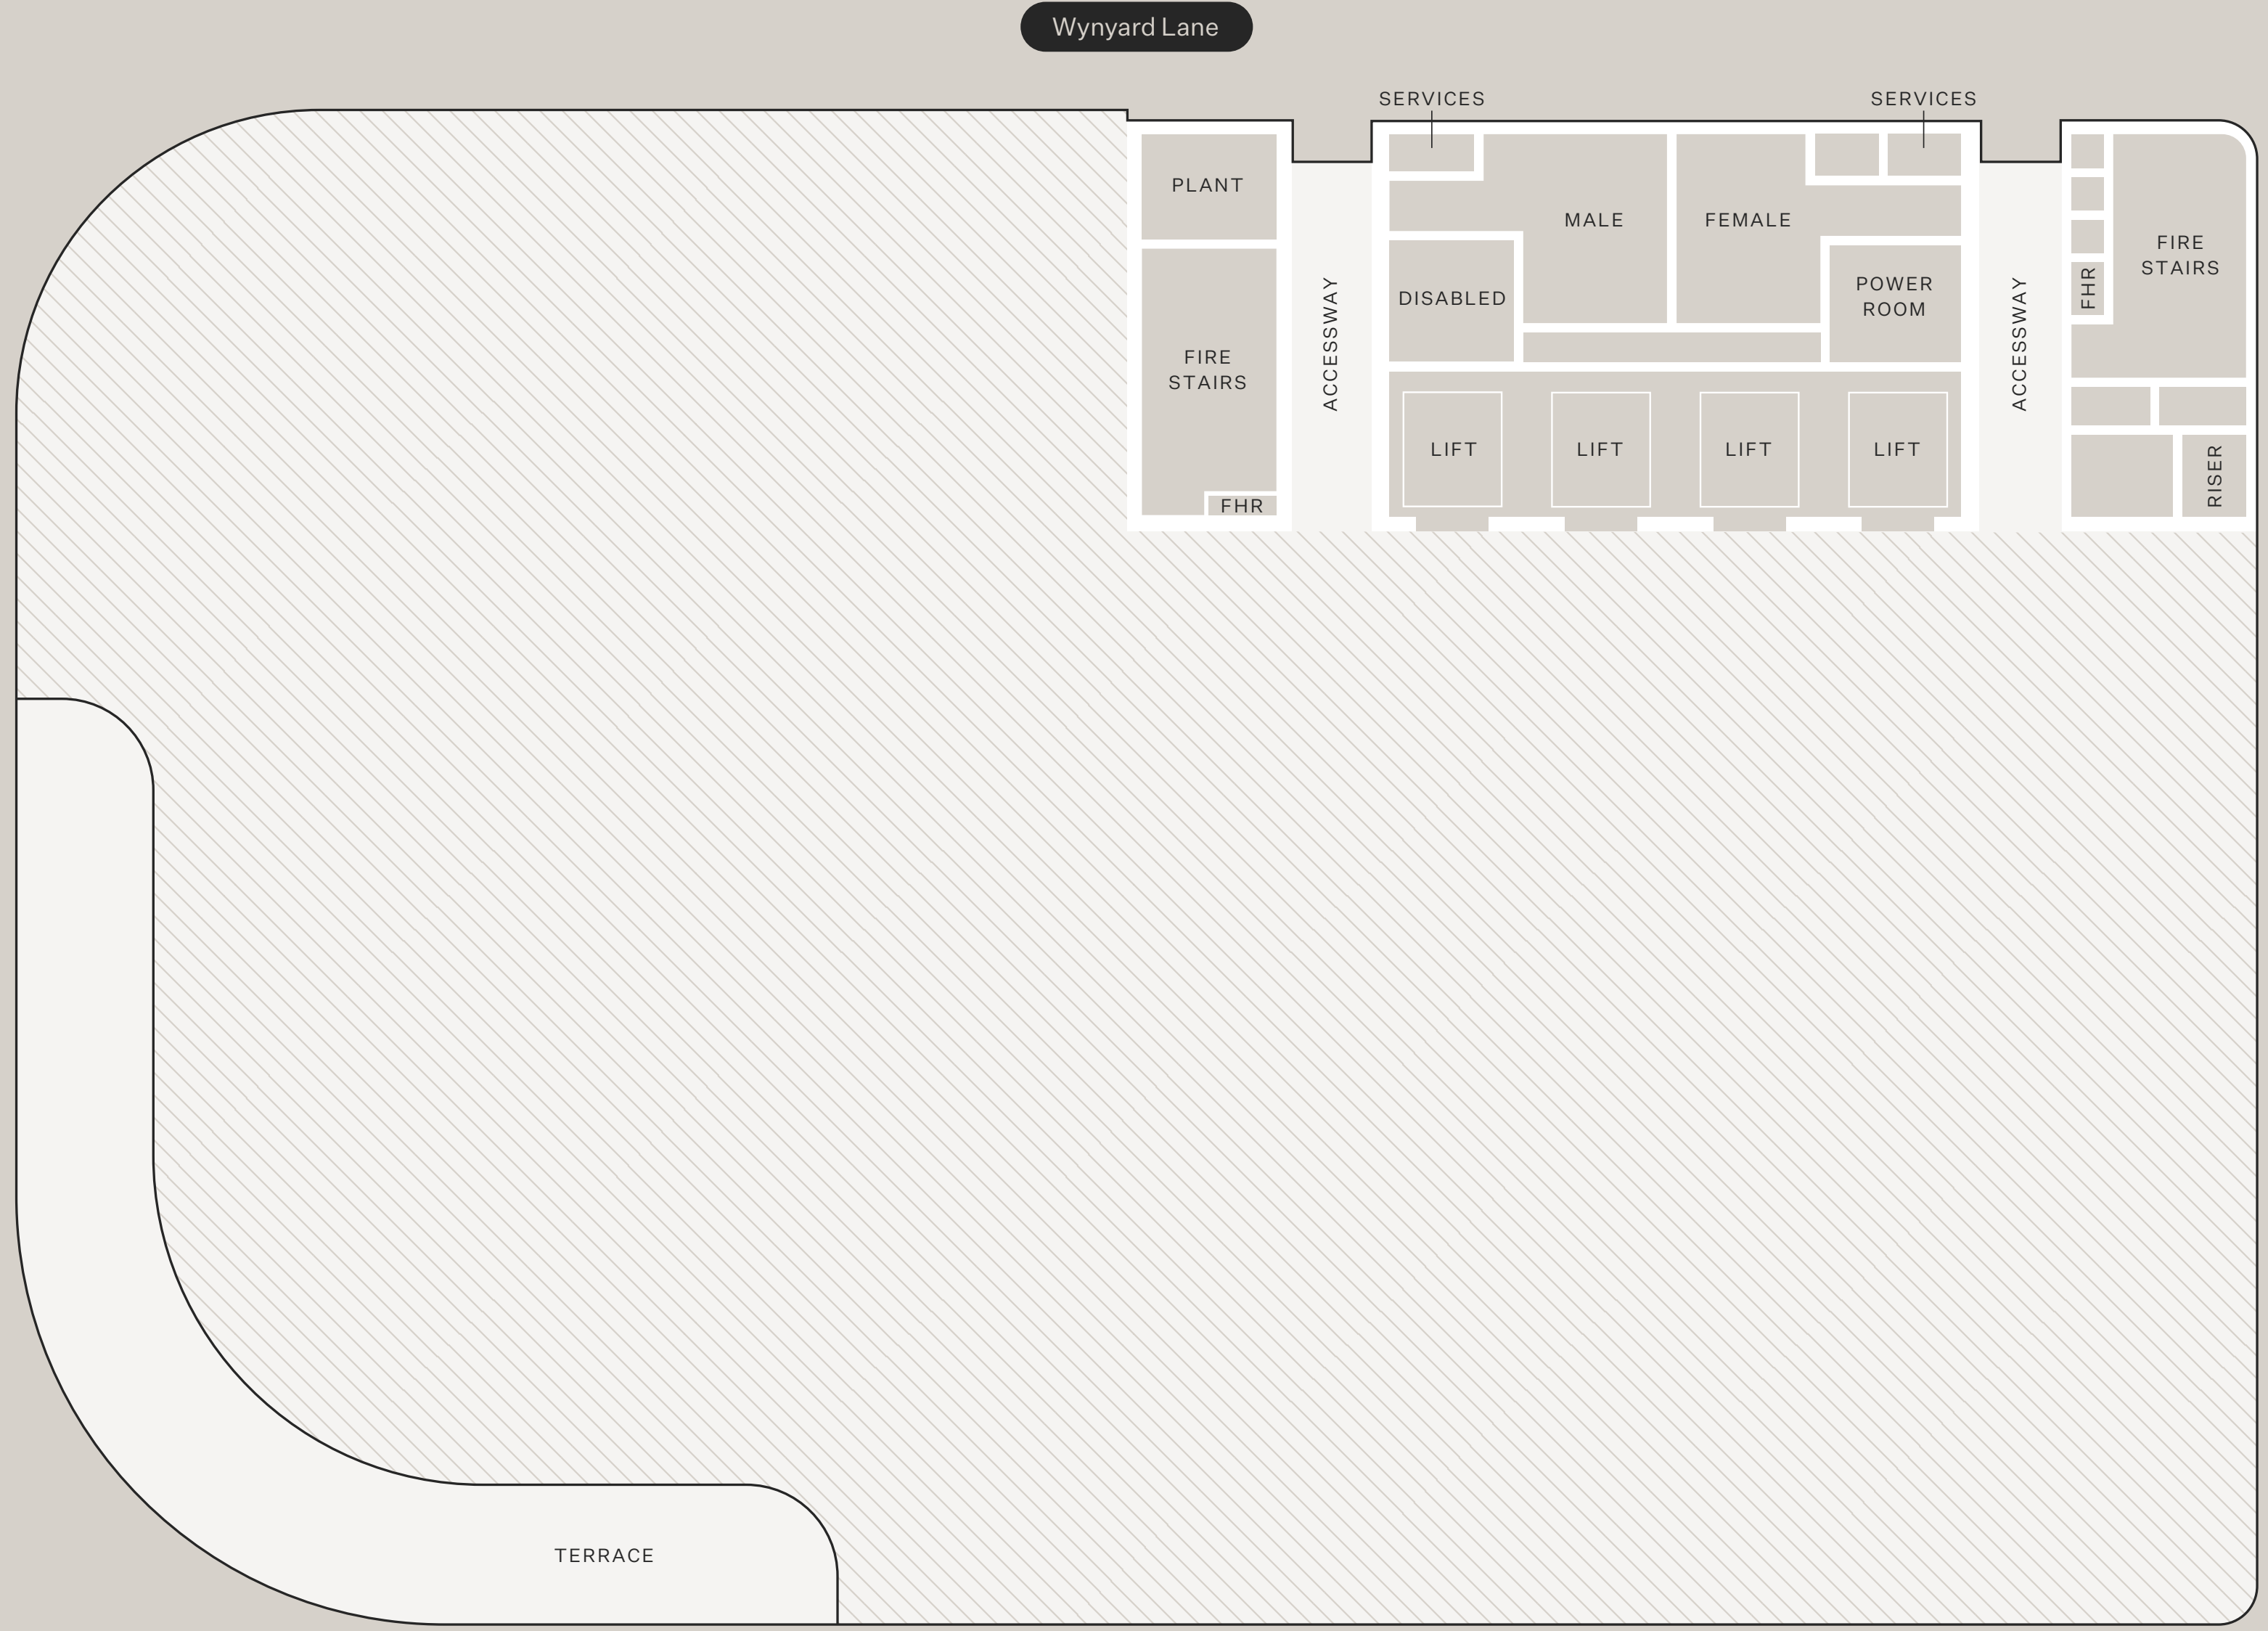 Wynyard Lane
SERVICES
SERVICES
PLANT
MALE
FEMALE
FIRE
STAIRS
FHR
DISABLED
POWER
ROOM
ACCESSWAY
ACCESSWAY
FIRE
STAIRS
LIFT
LIFT
LIFT
LIFT
RISER
FHR
TERRACE